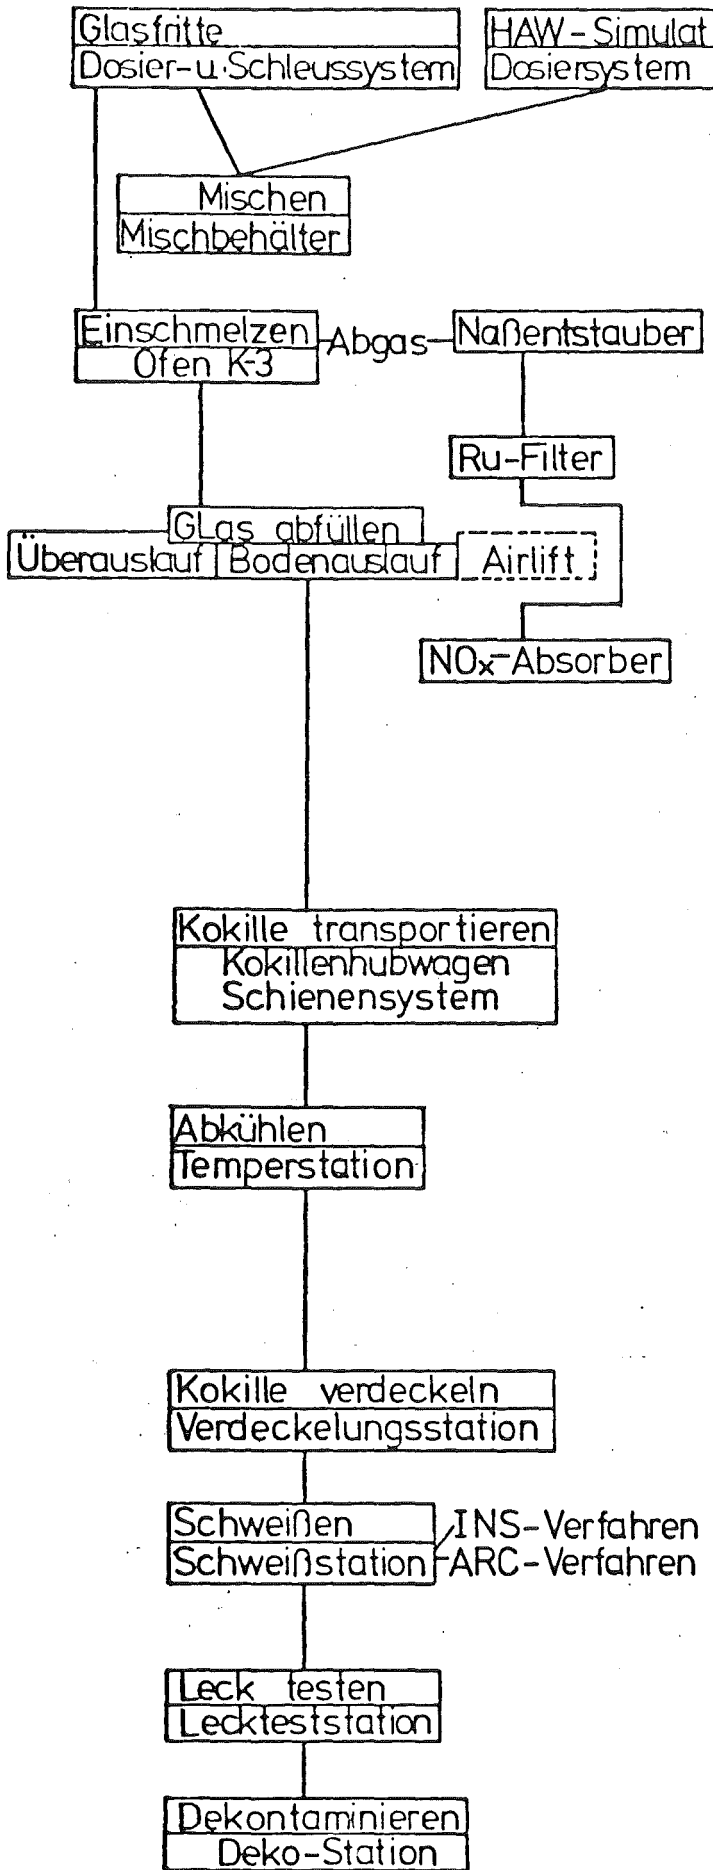 Glasfritte
Dosier-u.Schleussystem
HAW-Simulat
Dosiersystem
Mischen
Mischbehälter
Einschmelzen
Ofen K-3
Abgas
Naßentstauber
Ru-Filter
GLas abfüllen
Überauslauf
Bodenauslauf
Airlift
NOx-Absorber
Kokille transportieren
Kokillenhubwagen
Schienensystem
Abkühlen
Temperstation
Kokille verdeckeln
Verdeckelungsstation
Schweißen
Schweißstation
INS-Verfahren
ARC-Verfahren
Leck testen
Leckteststation
Dekontaminieren
Deko-Station